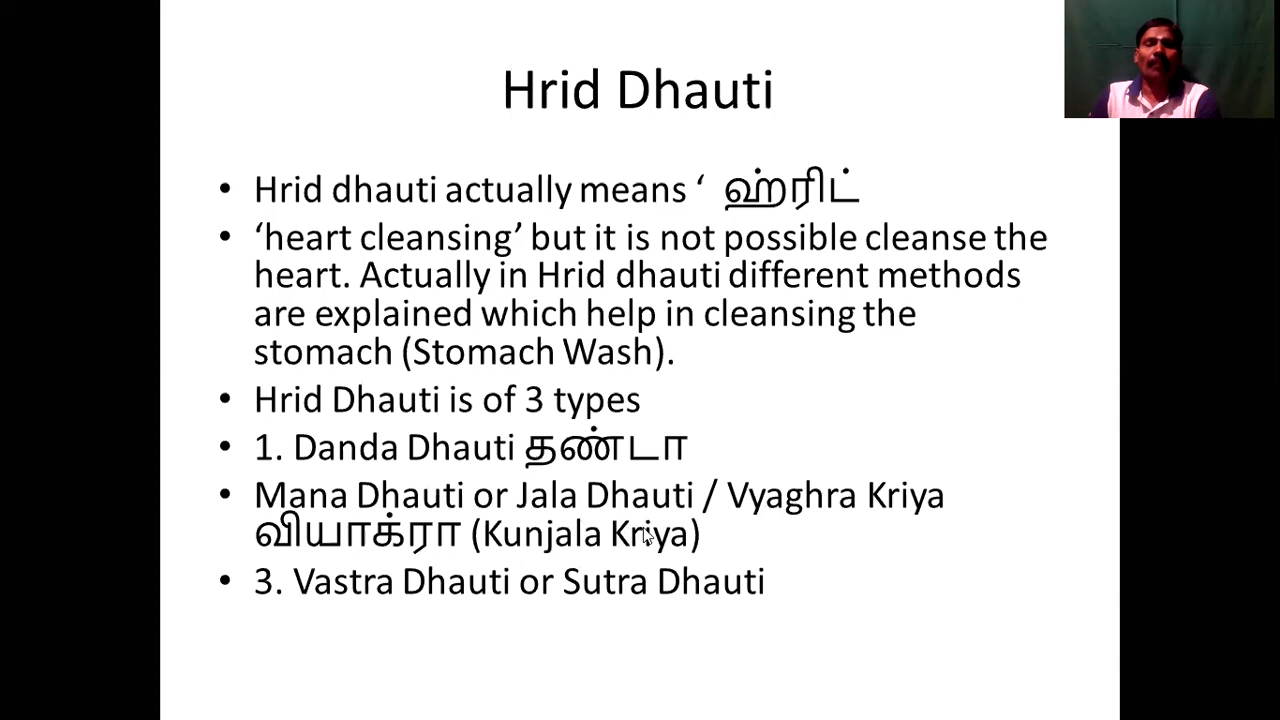 Hrid Dhauti
• Hrid dhauti actually means ‘ ஹ்ரிட்
• ‘heart cleansing’ but it is not possible cleanse the
heart. Actually in Hrid dhauti different methods
are explained which help in cleansing the
stomach (Stomach Wash).
• Hrid Dhauti is of 3 types
• 1. Danda Dhauti தண்டா
• Mana Dhauti or Jala Dhauti / Vyaghra Kriya
வியாக்ரா (Kunjala Kriya)
• 3. Vastra Dhauti or Sutra Dhauti